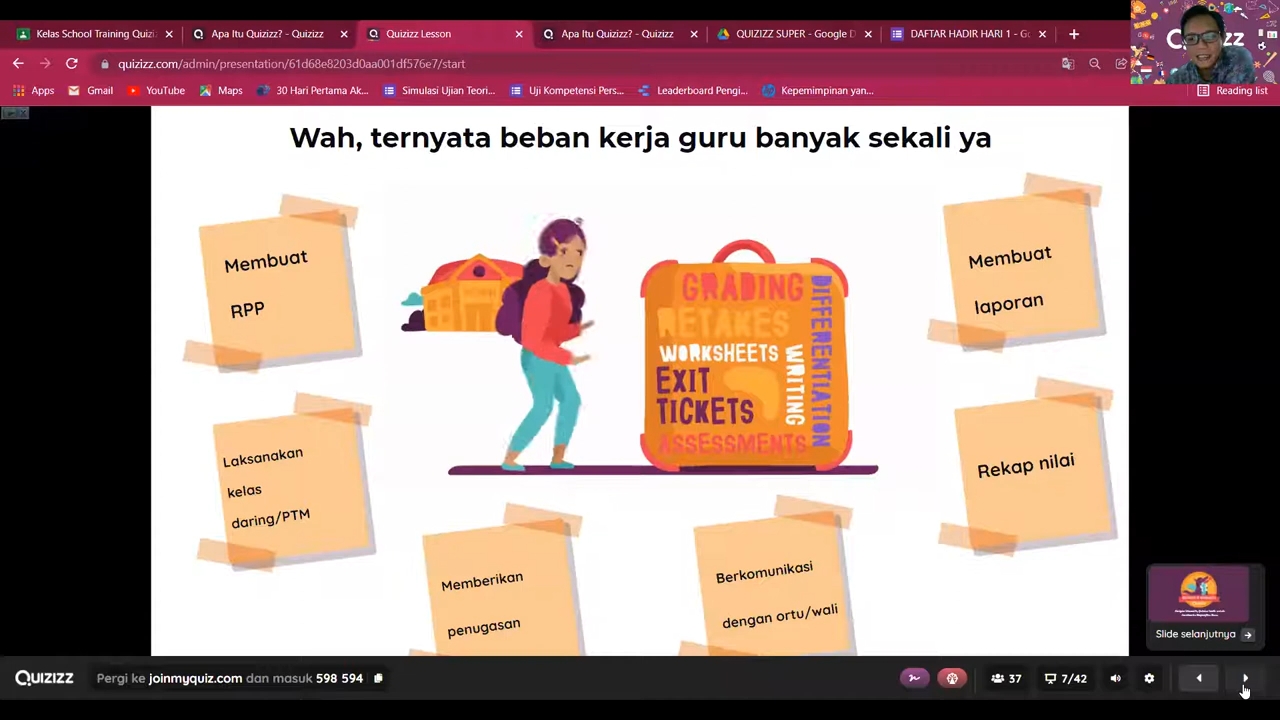 Kelas School Training Quiziz
Apa Itu Quizizz? - Quizizz
Quizizz Lesson
Apa Itu Quizizz? - Quizizz
QUIZIZZ SUPER - Google D
DAFTAR HADIR HARI 1 - Go
quizizz.com/admin/presentation/61d68e8203d0aa001df576e7/start
Apps
Gmail
YouTube
Maps
30 Hari Pertama Ak...
Simulasi Ujian Teori...
Uji Kompetensi Pers...
Leaderboard Pengi...
Kepemimpinan yan...
Reading list
Wah, ternyata beban kerja guru banyak sekali ya
Membuat
RPP
Laksanakan
kelas
daring/PTM
Memberikan
penugasan
GRADING
RETAKES
WORKSHEETS
EXIT
TICKETS
ASSESSMENTS
WRITING
DIFFERENTIATION
Berkomunikasi
dengan ortu/wali
Membuat
laporan
Rekap nilai
Slide selanjutnya
Quizizz
Pergi ke joinmyquiz.com dan masuk 598 594
37
7/42